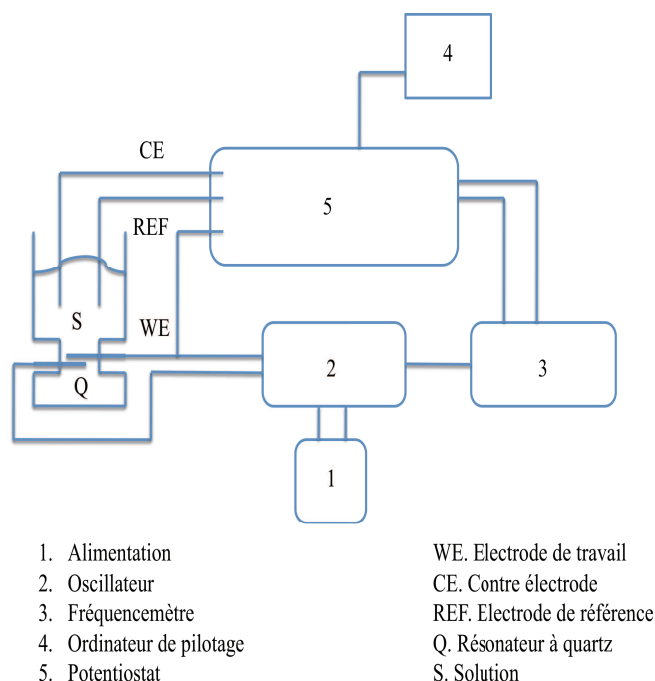 4
CE
5
REF
S
WE
2
3
Q
1
1. Alimentation
2. Oscillateur
3. Fréquencemètre
4. Ordinateur de pilotage
5. Potentiostat
WE. Electrode de travail
CE. Contre électrode
REF. Electrode de référence
Q. Résonateur à quartz
S. Solution